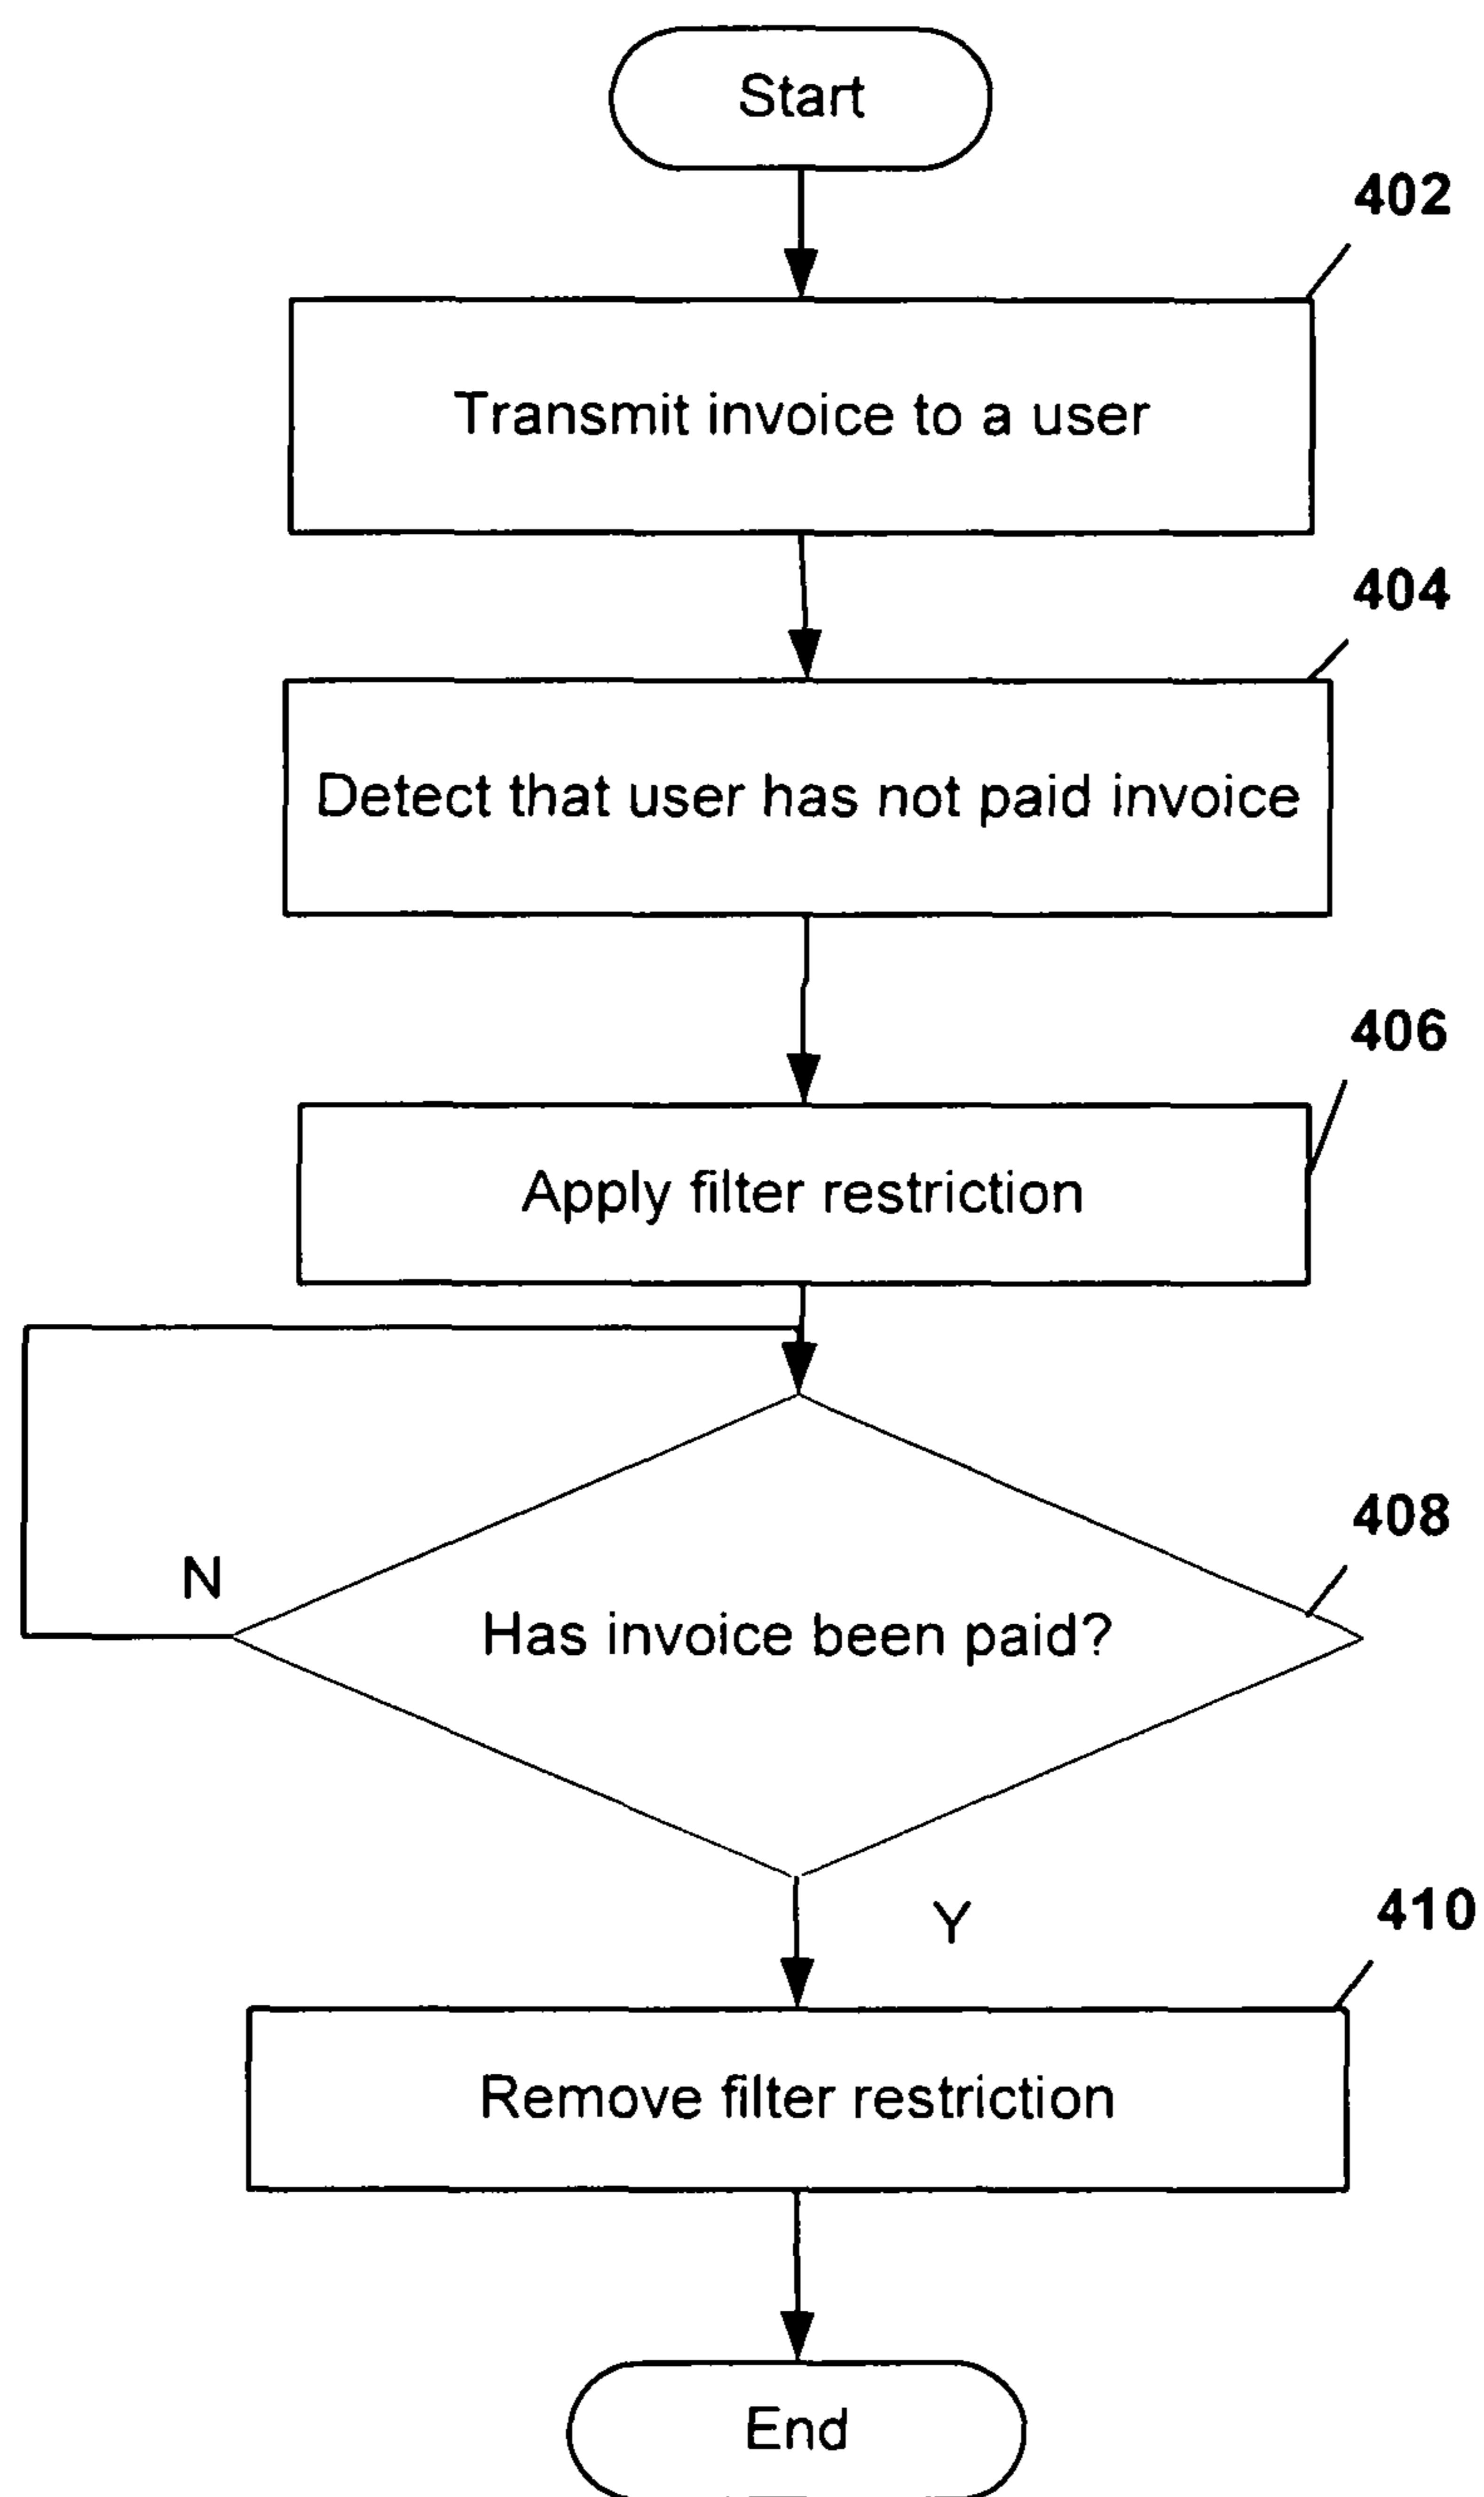 Start
402
Transmit invoice to a user
404
Detect that user has not paid invoice
406
Apply filter restriction
408
N
Has invoice been paid?
Y
410
Remove filter restriction
End